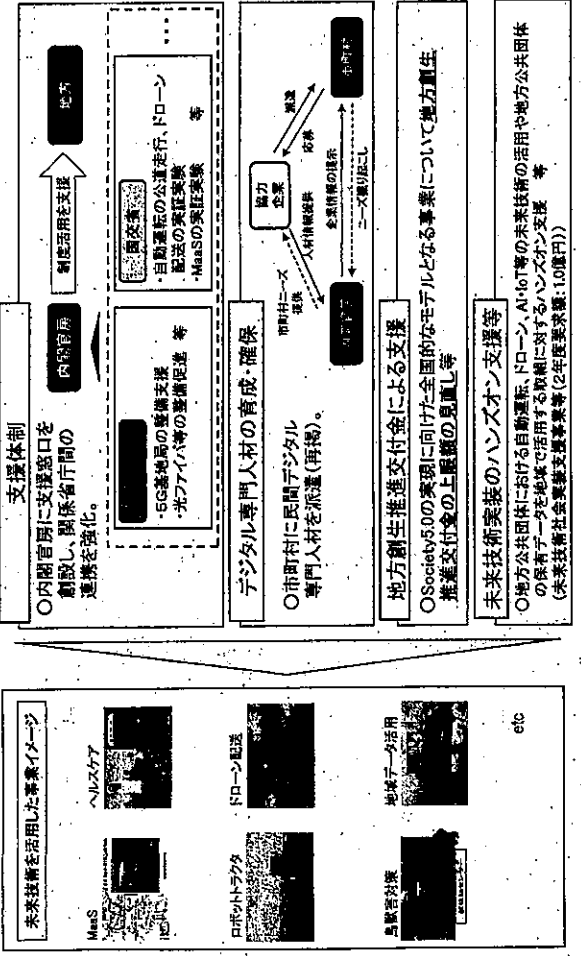 未来技術を活用した事業イメージ
MaaS
ヘルスケア
ロボットトラクタ
ドローン配送
鳥獣害対策
地域データ活用
etc
支援体制
○内閣官房に支援窓口を
創設し、関係省庁間の
連携を強化。
内閣官房
制度活用を支援
地方
・5G基地局の整備支援
・光ファイバ等の整備促進 等
国交省
・自動運転の公道走行、ドローン
配送の実証実験
・MaaSの実証実験 等
…
デジタル専門人材の育成・確保
○市町村に民間デジタル
専門人材を派遣(再掲)。
市町村ニーズ
提供
協力
企業
人材情報提供
派遣
応募
企業情報の提示
ニーズ掘り起こし
市町村
地方創生推進交付金による支援
○Society5.0の実現に向けた全国的なモデルとなる事業について地方創生
推進交付金の上限額の見直し等
未来技術実装のハンズオン支援等
○地方公共団体における自動運転、ドローン、AI・IoT等の未来技術の活用や地方公共団体
の保有データを地域で活用する取組に対するハンズオン支援 等
(未来技術社会実装支援事業等(2年度要求額:1.0億円))